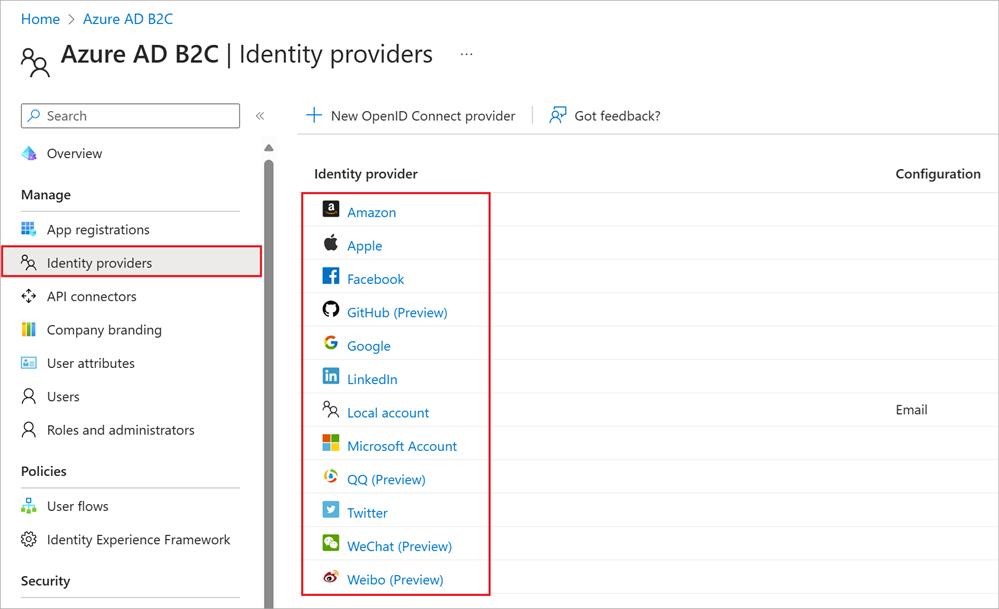 Home > Azure AD B2C
Azure AD B2C | Identity providers ...
Search «
+ New OpenID Connect provider Got feedback?
Overview
Manage
App registrations
Identity providers
API connectors
Company branding
User attributes
Users
Roles and administrators
Policies
User flows
Identity Experience Framework
Security
Identity provider Configuration
Amazon
Apple
Facebook
GitHub (Preview)
Google
LinkedIn
Local account Email
Microsoft Account
QQ (Preview)
Twitter
WeChat (Preview)
Weibo (Preview)